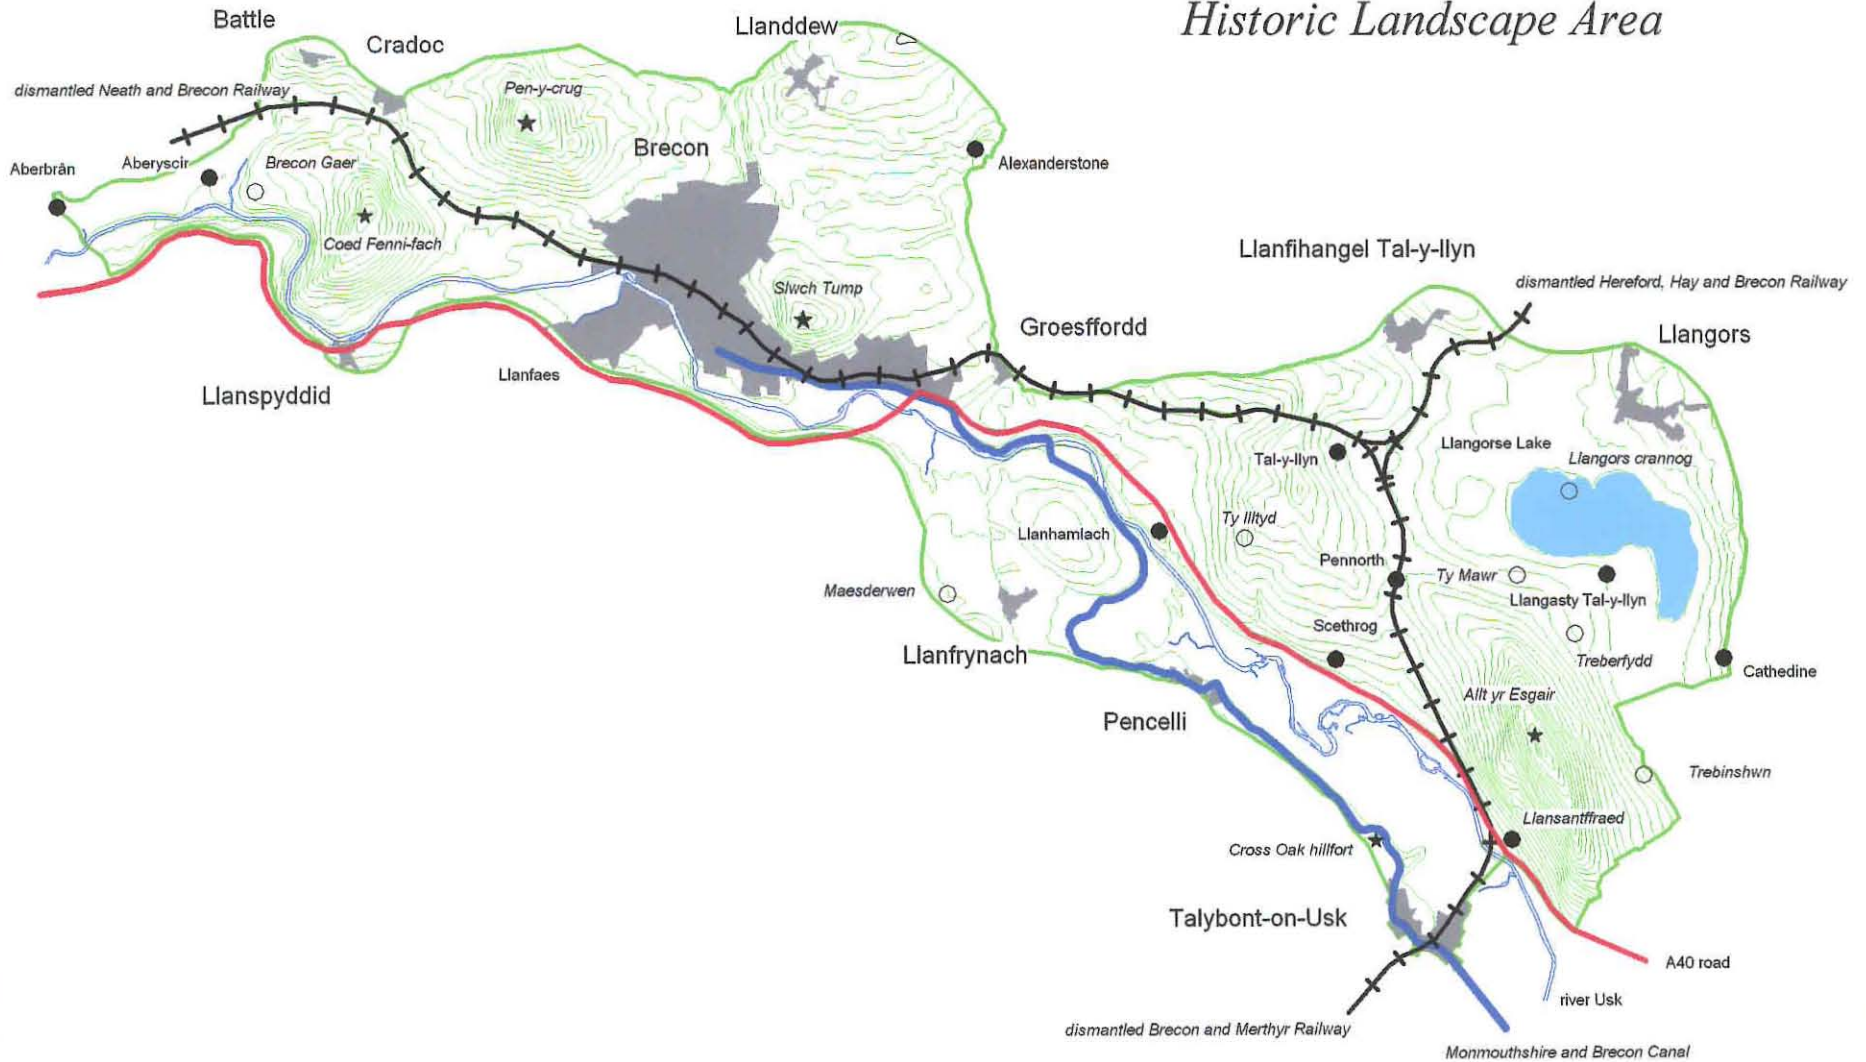 Historic Landscape Area
Battle
Cradoc
Llanddew
dismantled Neath and Brecon Railway
Pen-y-crug
Brecon
Aberbrân
Aberyscir
Brecon Gaer
Alexanderstone
Coed Fenni-fach
Llanfihangel Tal-y-llyn
dismantled Hereford, Hay and Brecon Railway
Slwch Tump
Groesffordd
Llangors
Llanspyddid
Llanfaes
Tal-y-llyn
Llangorse Lake
Llangors crannog
Ty Illtyd
Llanhamlach
Pennorth
Ty Mawr
Maesderwen
Llangasty Tal-y-llyn
Scethrog
Llanfrynach
Treberfydd
Cathedine
Allt yr Esgair
Pencelli
Trebinshwn
Llansantffraed
Cross Oak hillfort
Talybont-on-Usk
A40 road
river Usk
dismantled Brecon and Merthyr Railway
Monmouthshire and Brecon Canal